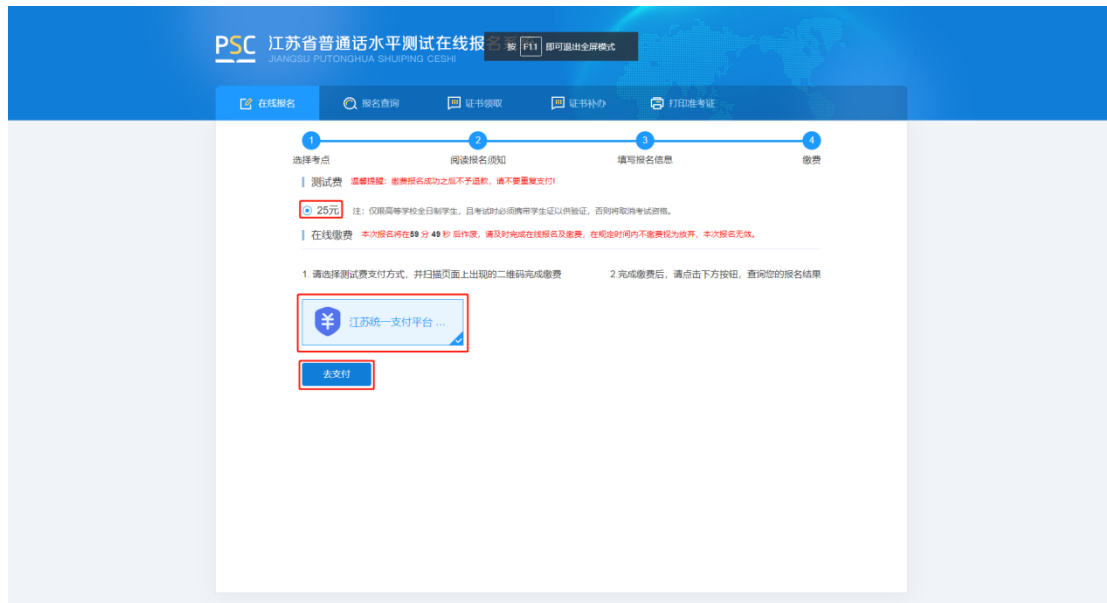 PSC 江苏省普通话水平测试在线报名系统
JIANGSU PUTONGHUA SHUIPING CESHI
按 F11 即可退出全屏模式
在线报名 报名查询 证书领取 证书补办 打印准考证
1 2 3 4
选择考点 阅读报名须知 填写报名信息 缴费
测试费 温馨提醒:缴费报名成功之后不予退款,请不要重复支付!
25元 注:仅限高等学校全日制学生,且考试时必须携带学生证以供验证,否则将取消考试资格。
在线缴费 本次报名将在59 分 49 秒 后作废,请及时完成在线报名及缴费,在规定时间内不缴费视为放弃,本次报名无效。
1. 请选择测试费支付方式,并扫描页面上出现的二维码完成缴费 2.完成缴费后,请点击下方按钮,查询您的报名结果
江苏统一支付平台 ...
去支付